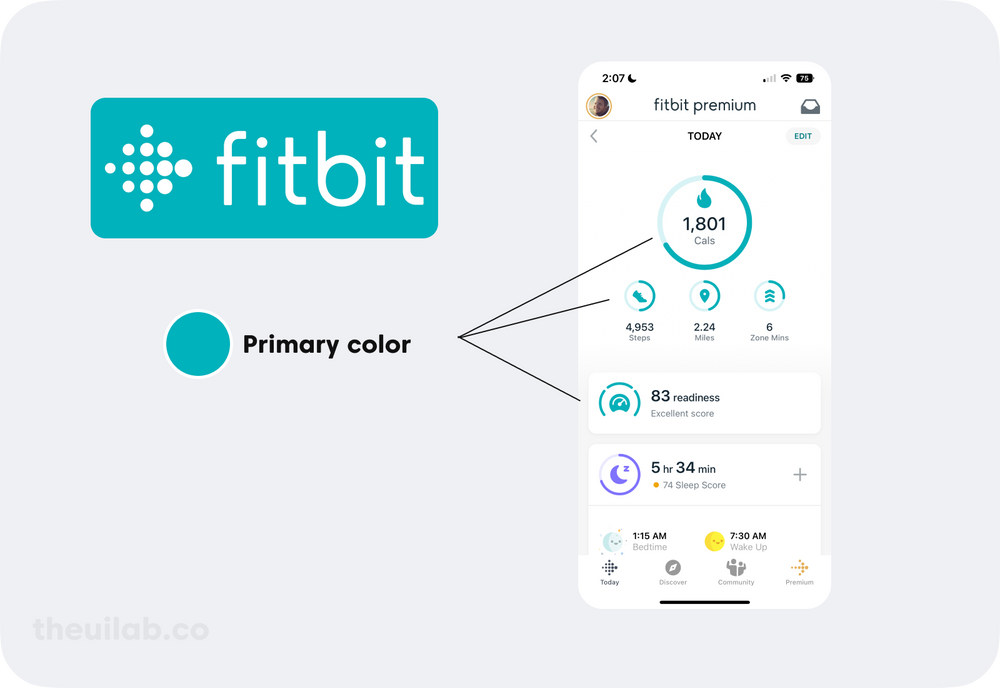 fitbit
Primary color
2:07
75
fitbit premium
TODAY
EDIT
1,801
Cals
4,953
Steps
2.24
Miles
6
Zone Mins
83 readiness
Excellent score
5 hr 34 min
74 Sleep Score
z
1:15 AM
Bedtime
7:30 AM
Wake Up
Today
Discover
Community
Premium
theuilab.co